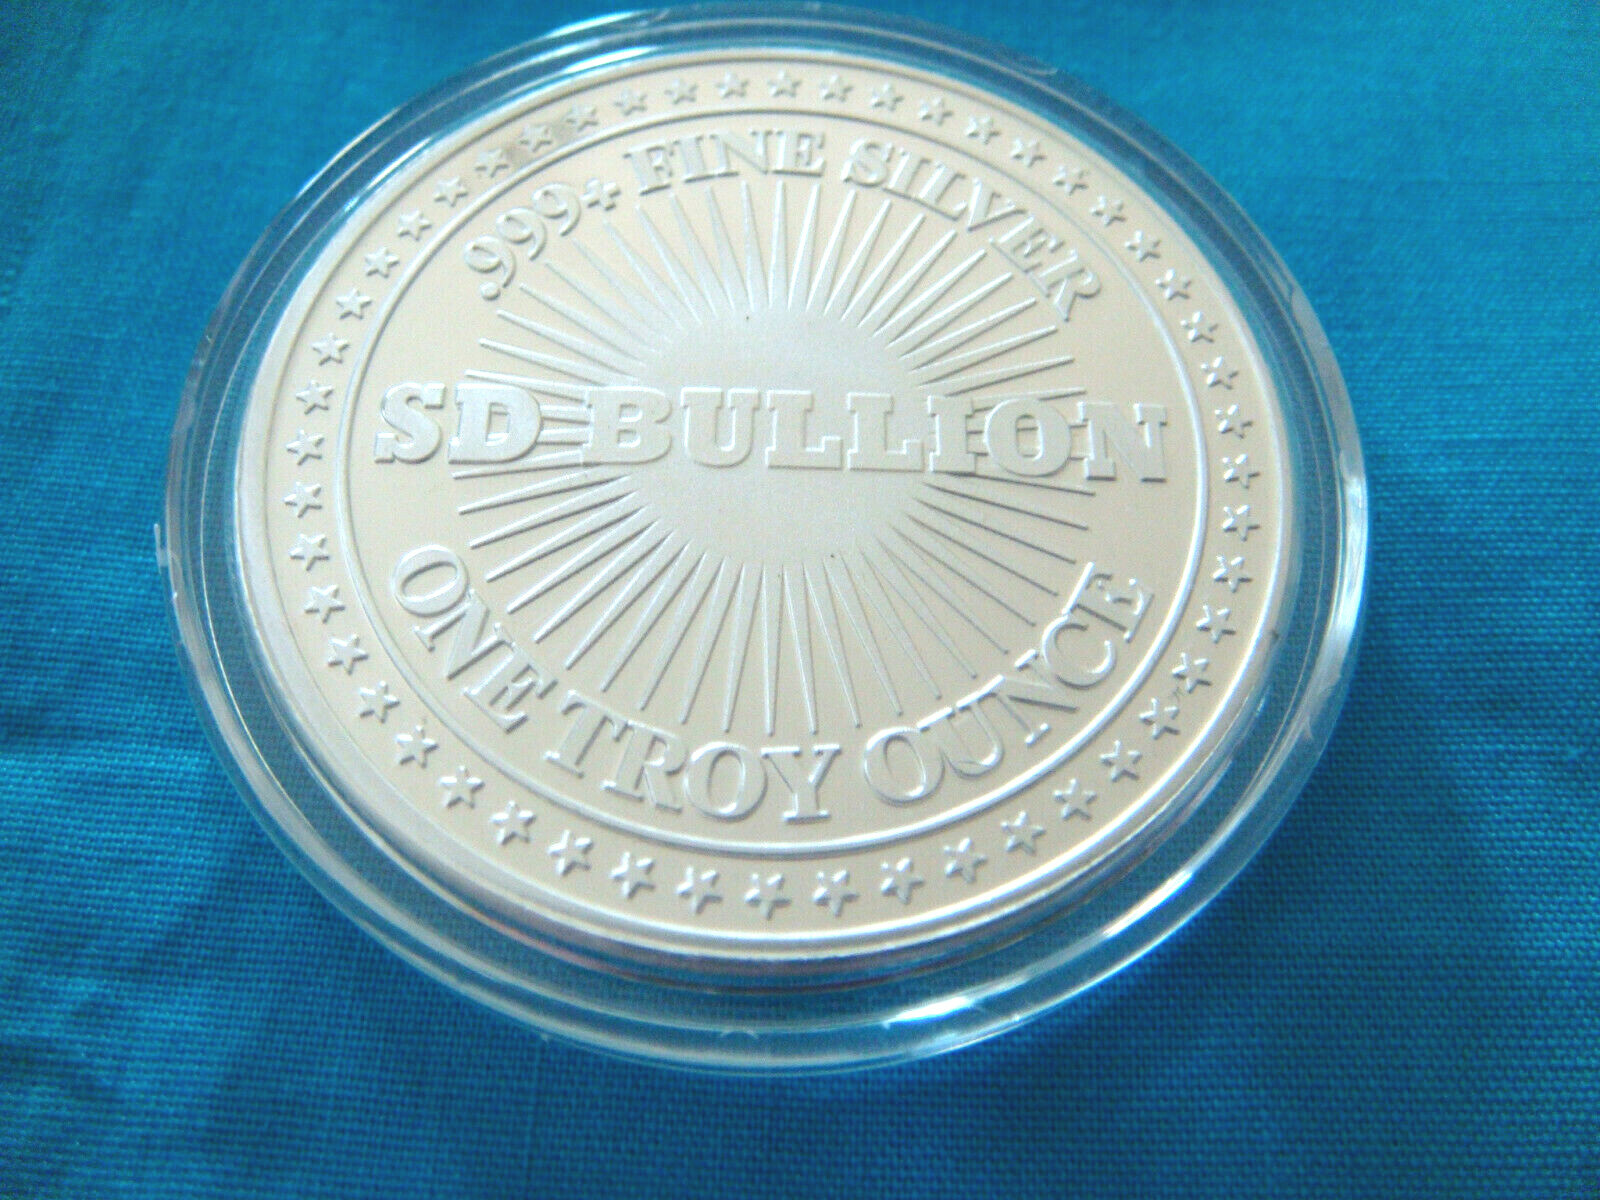 .999+ FINE SILVER
SD BULLION
ONE TROY OUNCE